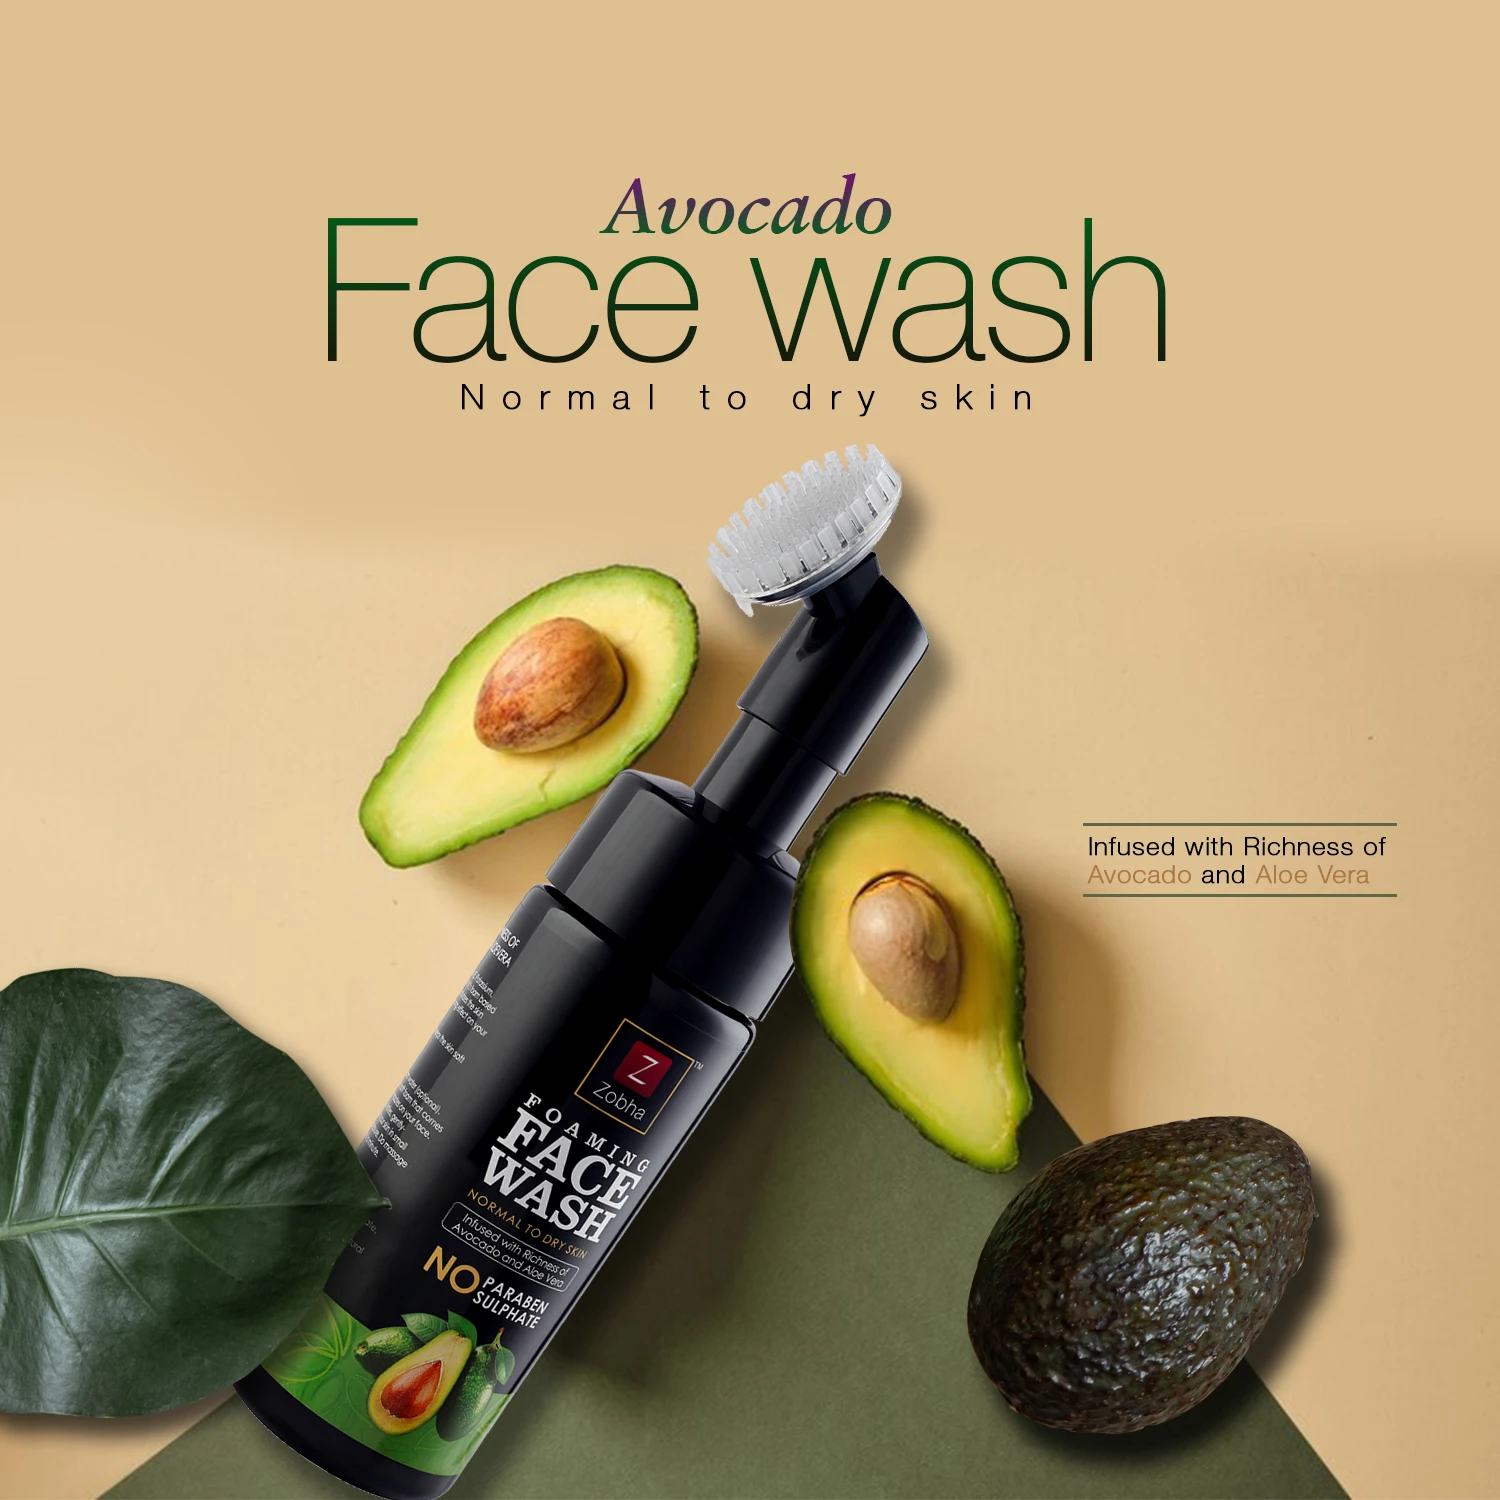 Avocado
Face wash
Normal to dry skin
Infused with Richness of
Avocado and Aloe Vera
Z
Zobha
TM
FOAMING
FACE
WASH
NORMAL TO DRY SKIN
Infused with Richness of
Avocado and Aloe Vera
NO
PARABEN
SULPHATE